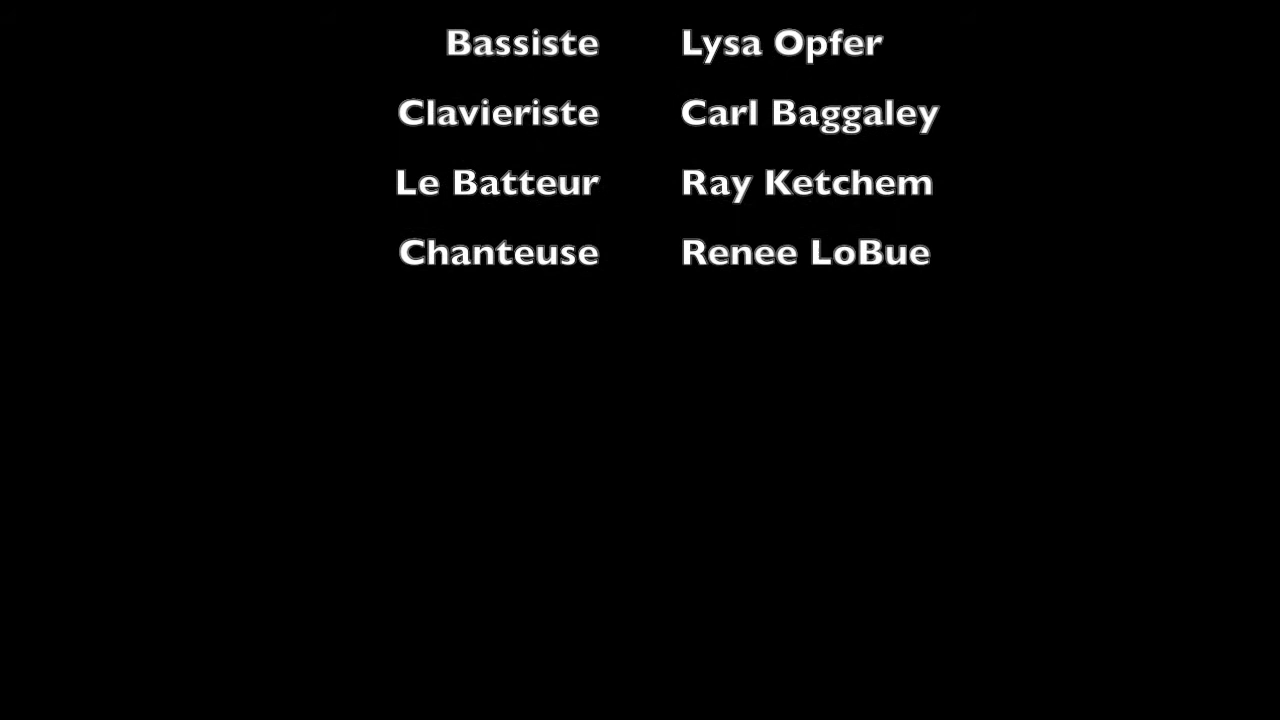 Bassiste Lysa Opfer
Clavieriste Carl Baggaley
Le Batteur Ray Ketchem
Chanteuse Renee LoBue